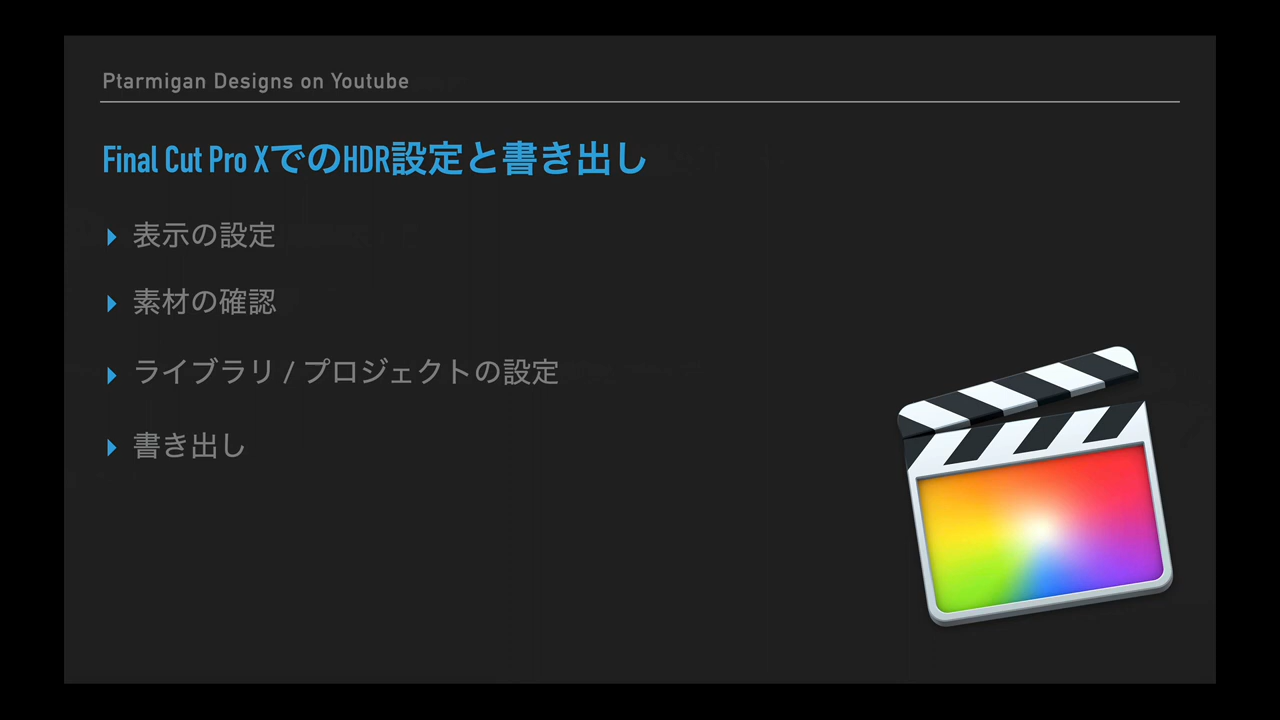 Ptarmigan Designs on Youtube
Final Cut Pro XでのHDR設定と書き出し
表示の設定
素材の確認
ライブラリ / プロジェクトの設定
書き出し